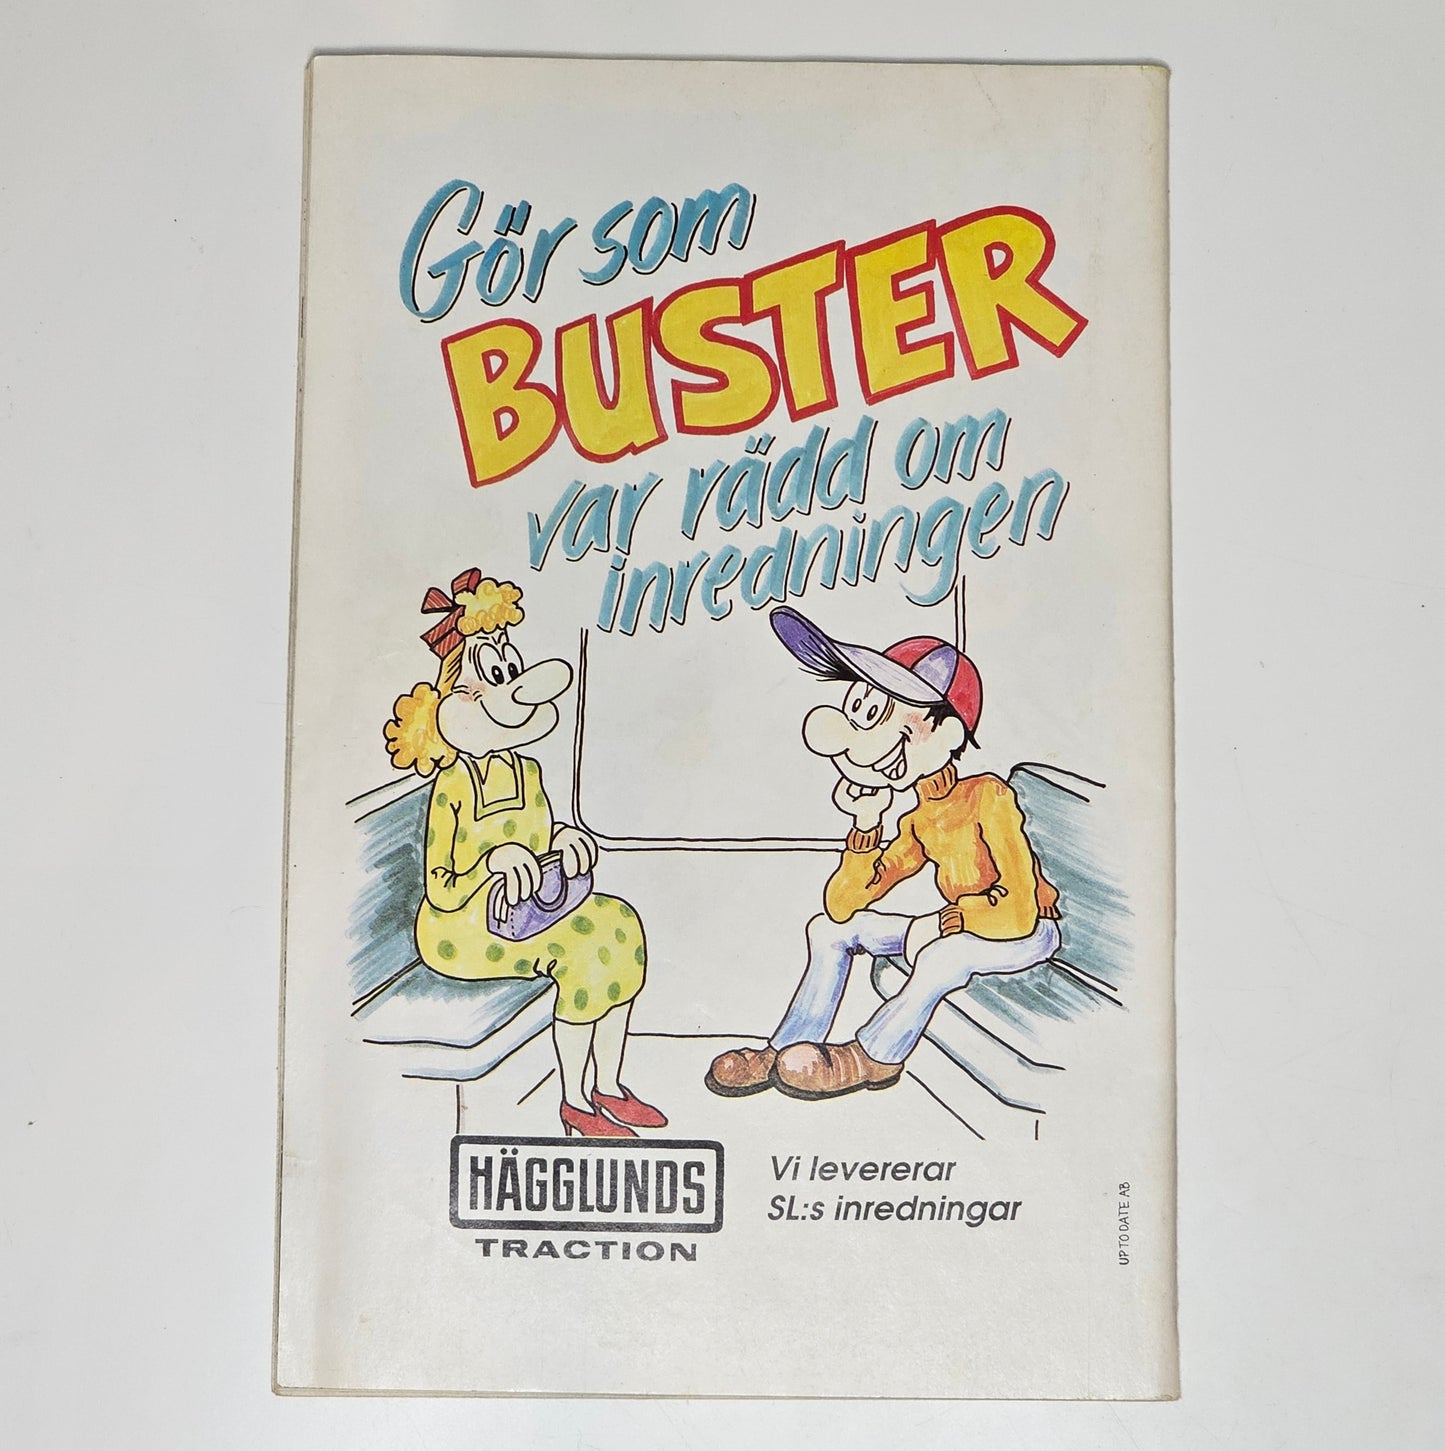 Gör som
BUSTER
var rädd om
inredningen
HÄGGLUNDS
TRACTION
Vi levererar
SL:s inredningar
UP TO DATE AB